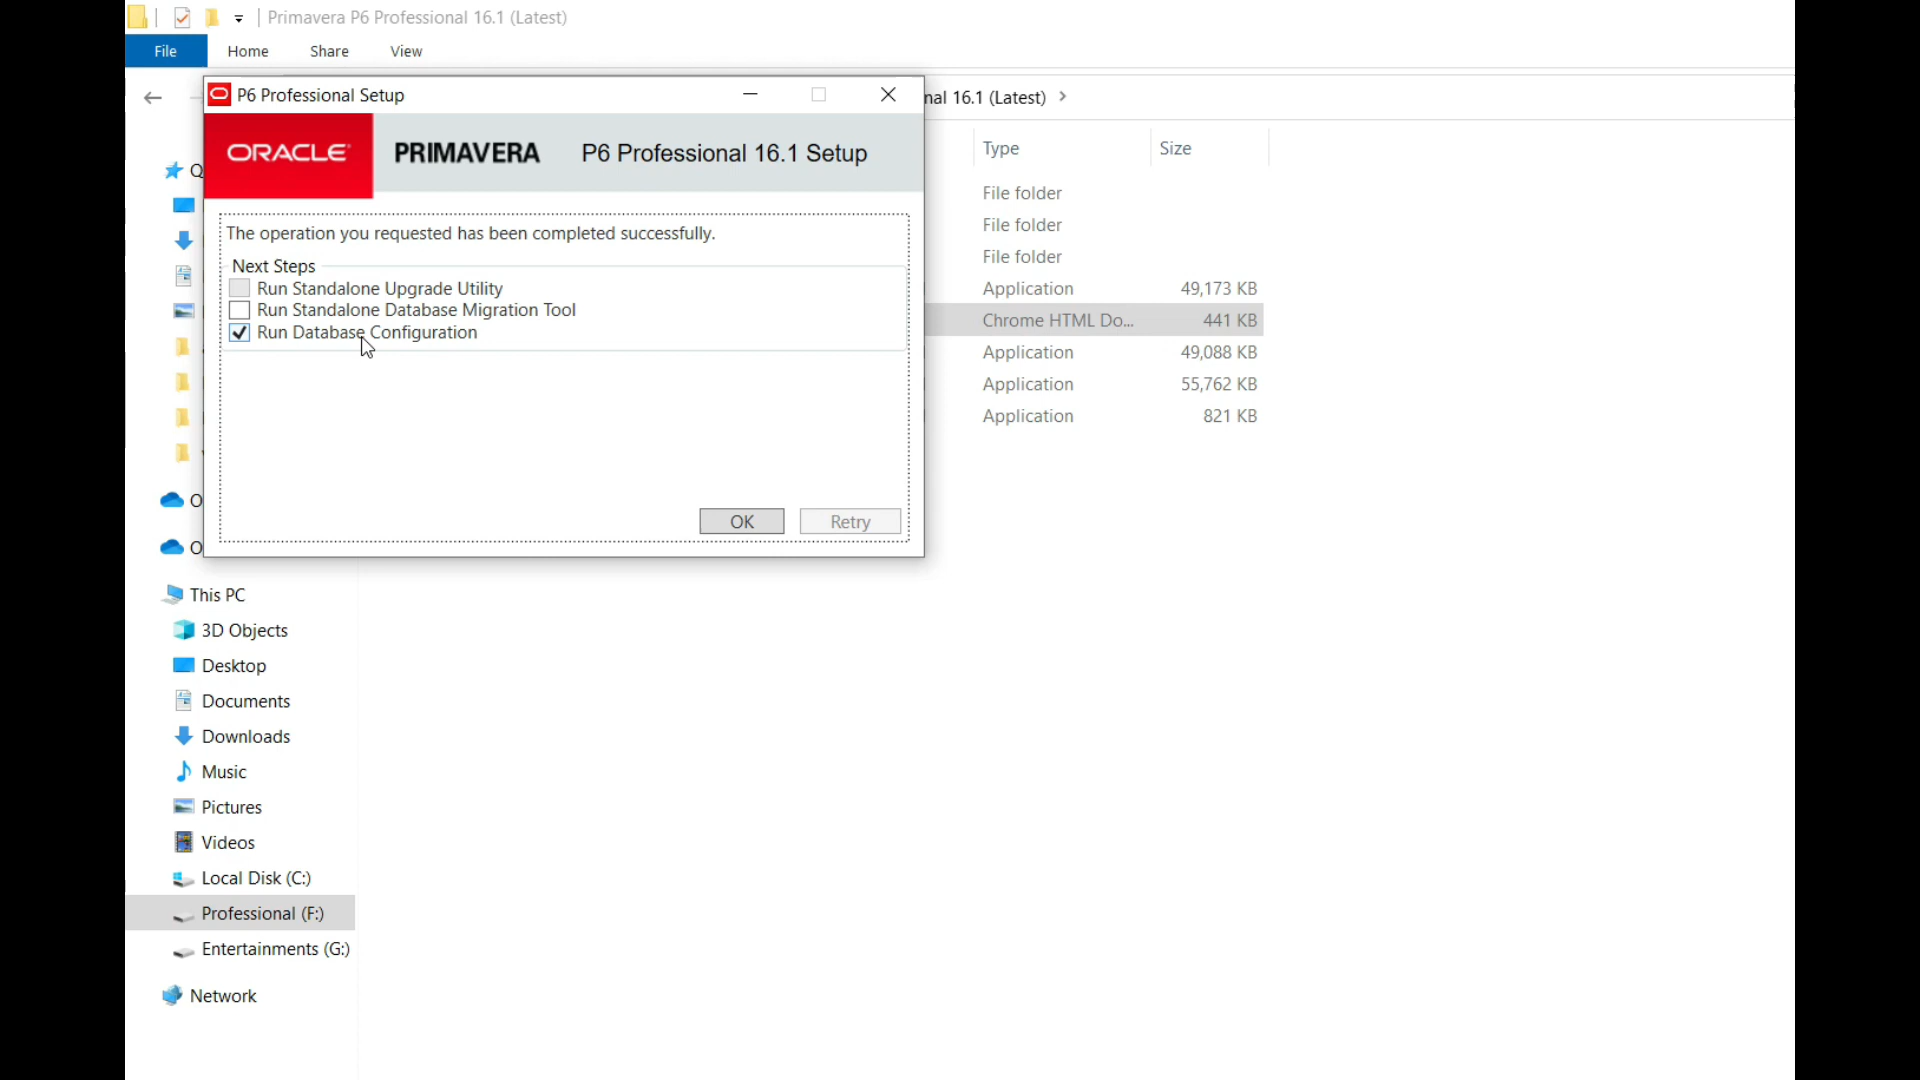 Primavera P6 Professional 16.1 (Latest)
File Home Share View
P6 Professional Setup
nal 16.1 (Latest)
ORACLE PRIMAVERA P6 Professional 16.1 Setup
The operation you requested has been completed successfully.
Next Steps
Run Standalone Upgrade Utility
Run Standalone Database Migration Tool
Run Database Configuration
OK Retry
Type Size
File folder
File folder
File folder
Application 49,173 KB
Chrome HTML Do... 441 KB
Application 49,088 KB
Application 55,762 KB
Application 821 KB
Q
O
O
This PC
3D Objects
Desktop
Documents
Downloads
Music
Pictures
Videos
Local Disk (C:)
Professional (F:)
Entertainments (G:)
Network